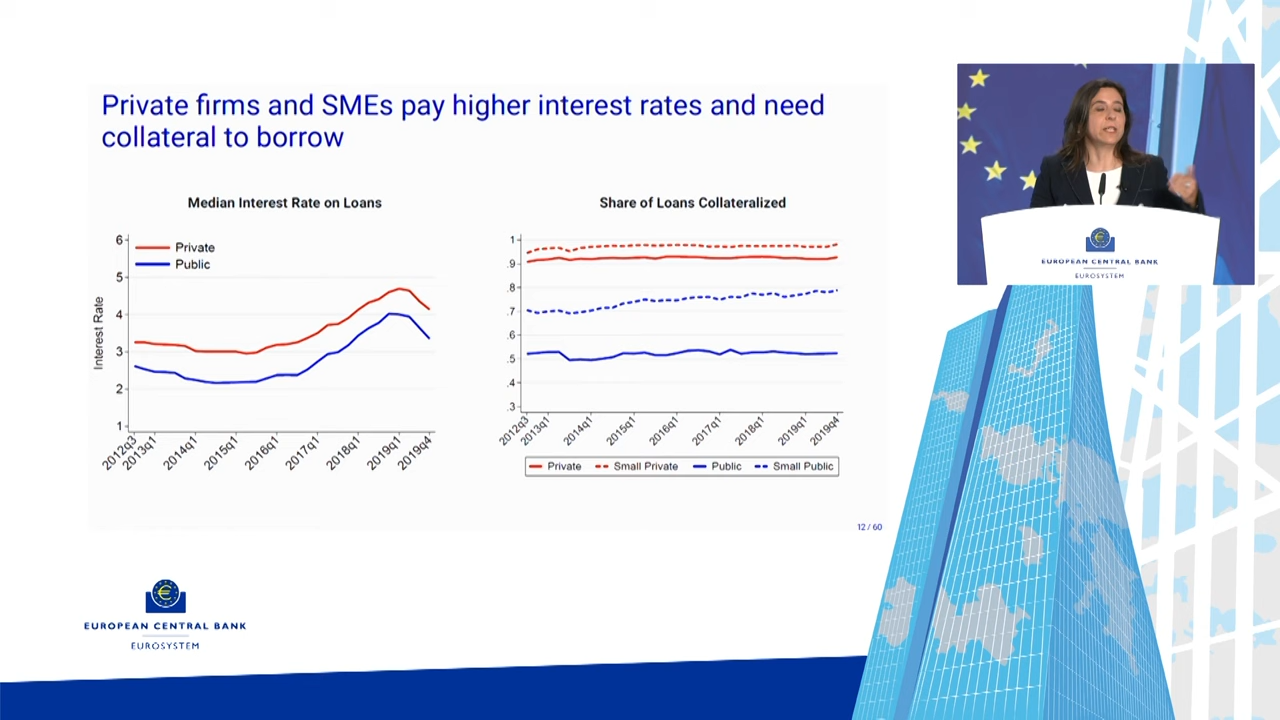 Private firms and SMEs pay higher interest rates and need
collateral to borrow
Median Interest Rate on Loans
Interest Rate
6
5
4
3
2
1
Private
Public
2012q3
2013q1
2014q1
2015q1
2016q1
2017q1
2018q1
2019q1
2019q4
Share of Loans Collateralized
1
.9
.8
.7
.6
.5
.4
.3
2012q3
2013q1
2014q1
2015q1
2016q1
2017q1
2018q1
2019q1
2019q4
Private Small Private Public Small Public
12 / 60
EUROPEAN CENTRAL BANK
EUROSYSTEM
EUROPEAN CENTRAL BANK
EUROSYSTEM